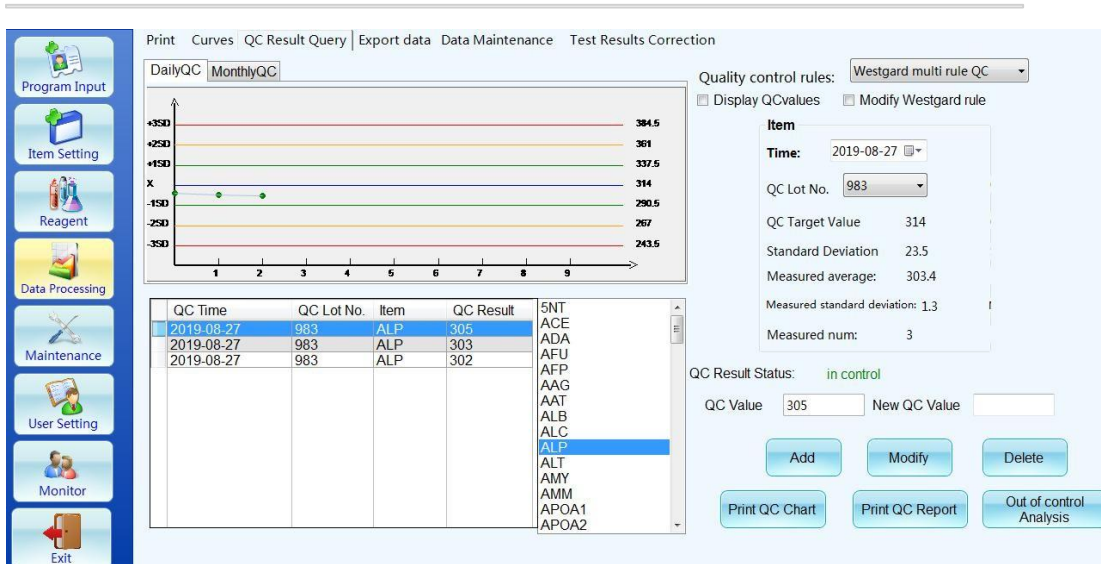 Print Curves QC Result Query Export data Data Maintenance Test Results Correction
Program Input
Item Setting
Reagent
Data Processing
Maintenance
User Setting
Monitor
Exit
DailyQC MonthlyQC
+3SD 384.5
+2SD 361
+1SD 337.5
X 314
-1SD 290.5
-2SD 267
-3SD 243.5
1 2 3 4 5 6 7 8 9
QC Time QC Lot No. Item QC Result
2019-08-27 983 ALP 305
2019-08-27 983 ALP 303
2019-08-27 983 ALP 302
5NT
ACE
ADA
AFU
AFP
AAG
AAT
ALB
ALC
ALP
ALT
AMY
AMM
APOA1
APOA2
Quality control rules: Westgard multi rule QC
Display QCvalues Modify Westgard rule
Item
Time: 2019-08-27
QC Lot No. 983
QC Target Value 314
Standard Deviation 23.5
Measured average: 303.4
Measured standard deviation: 1.3
Measured num: 3
QC Result Status: in control
QC Value 305 New QC Value
Add Modify Delete
Print QC Chart Print QC Report Out of control
Analysis